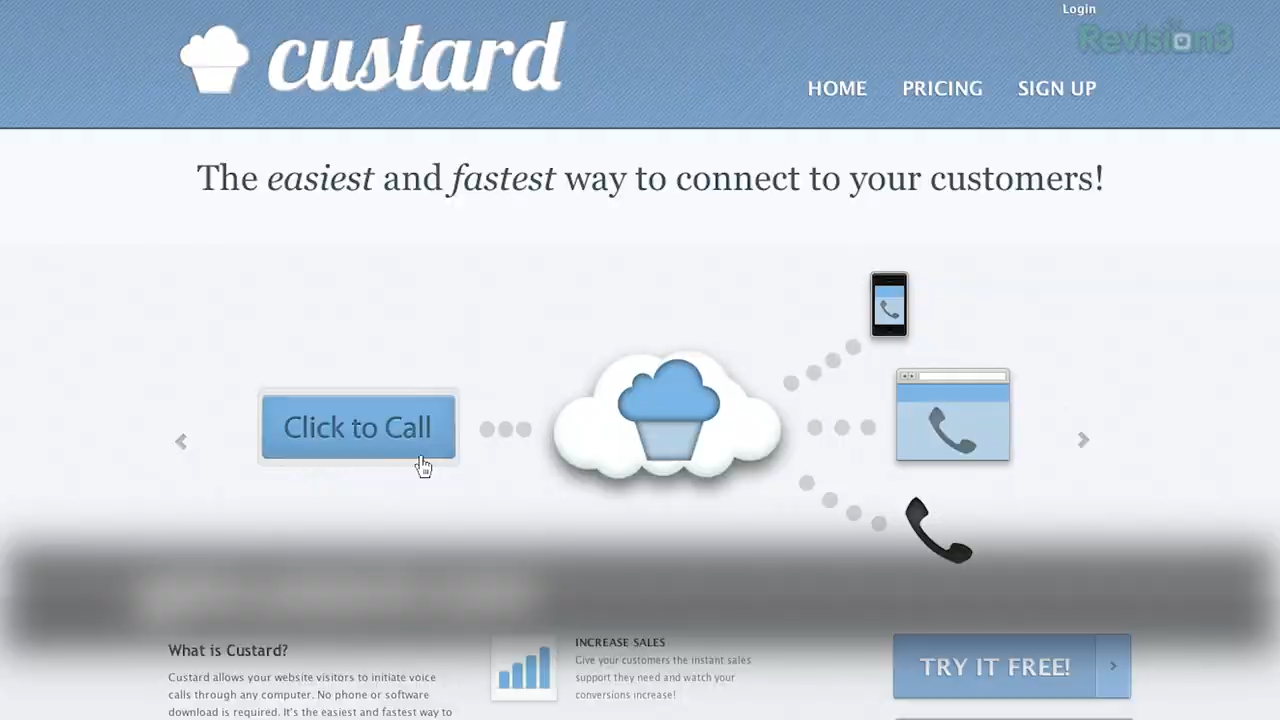 Login
Revision3
custard
HOME PRICING SIGN UP
The easiest and fastest way to connect to your customers!
Click to Call
What is Custard?
Custard allows your website visitors to initiate voice
calls through any computer. No phone or software
download is required. It's the easiest and fastest way to
INCREASE SALES
Give your customers the instant sales
support they need and watch your
conversions increase!
TRY IT FREE!